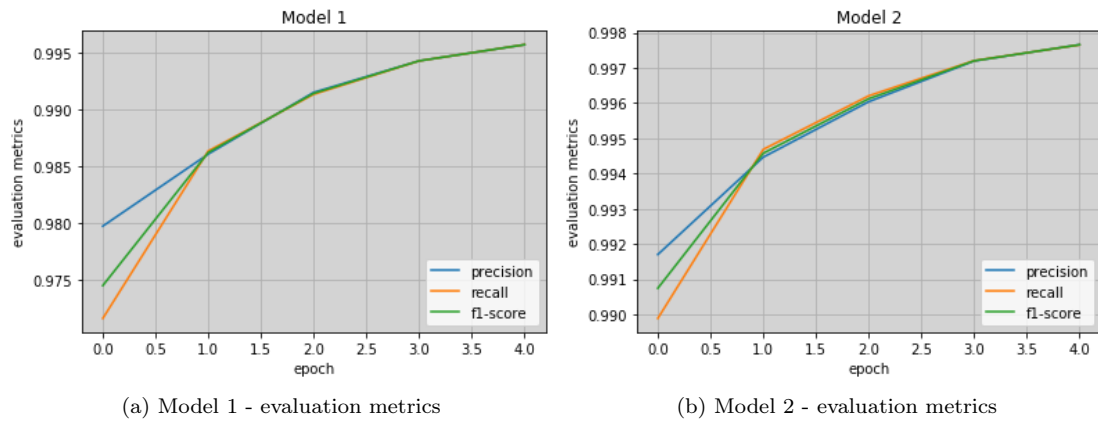 Model 1
evaluation metrics
0.995
0.990
0.985
0.980
0.975
0.0 0.5 1.0 1.5 2.0 2.5 3.0 3.5 4.0
epoch
precision
recall
f1-score
(a) Model 1 - evaluation metrics
Model 2
evaluation metrics
0.998
0.997
0.996
0.995
0.994
0.993
0.992
0.991
0.990
0.0 0.5 1.0 1.5 2.0 2.5 3.0 3.5 4.0
epoch
precision
recall
f1-score
(b) Model 2 - evaluation metrics